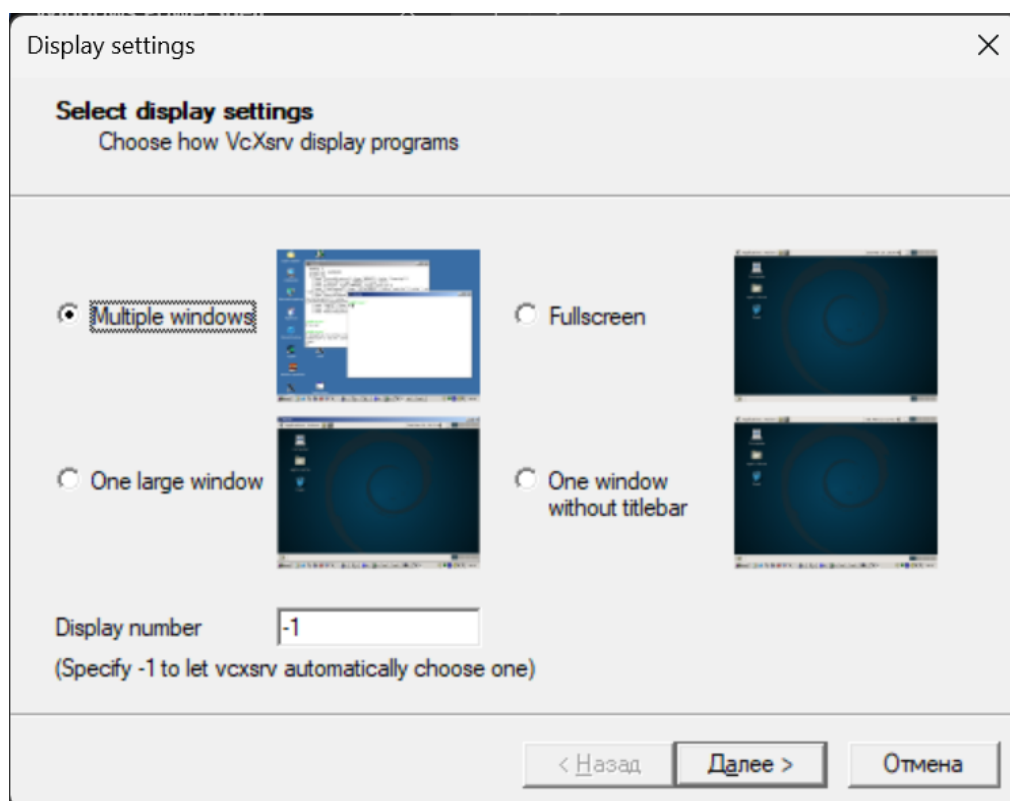 Display settings
Select display settings
Choose how VcXsrv display programs
Multiple windows
Fullscreen
One large window
One window
without titlebar
Display number
-1
(Specify -1 to let vcxsrv automatically choose one)
< Назад
Далее >
Отмена